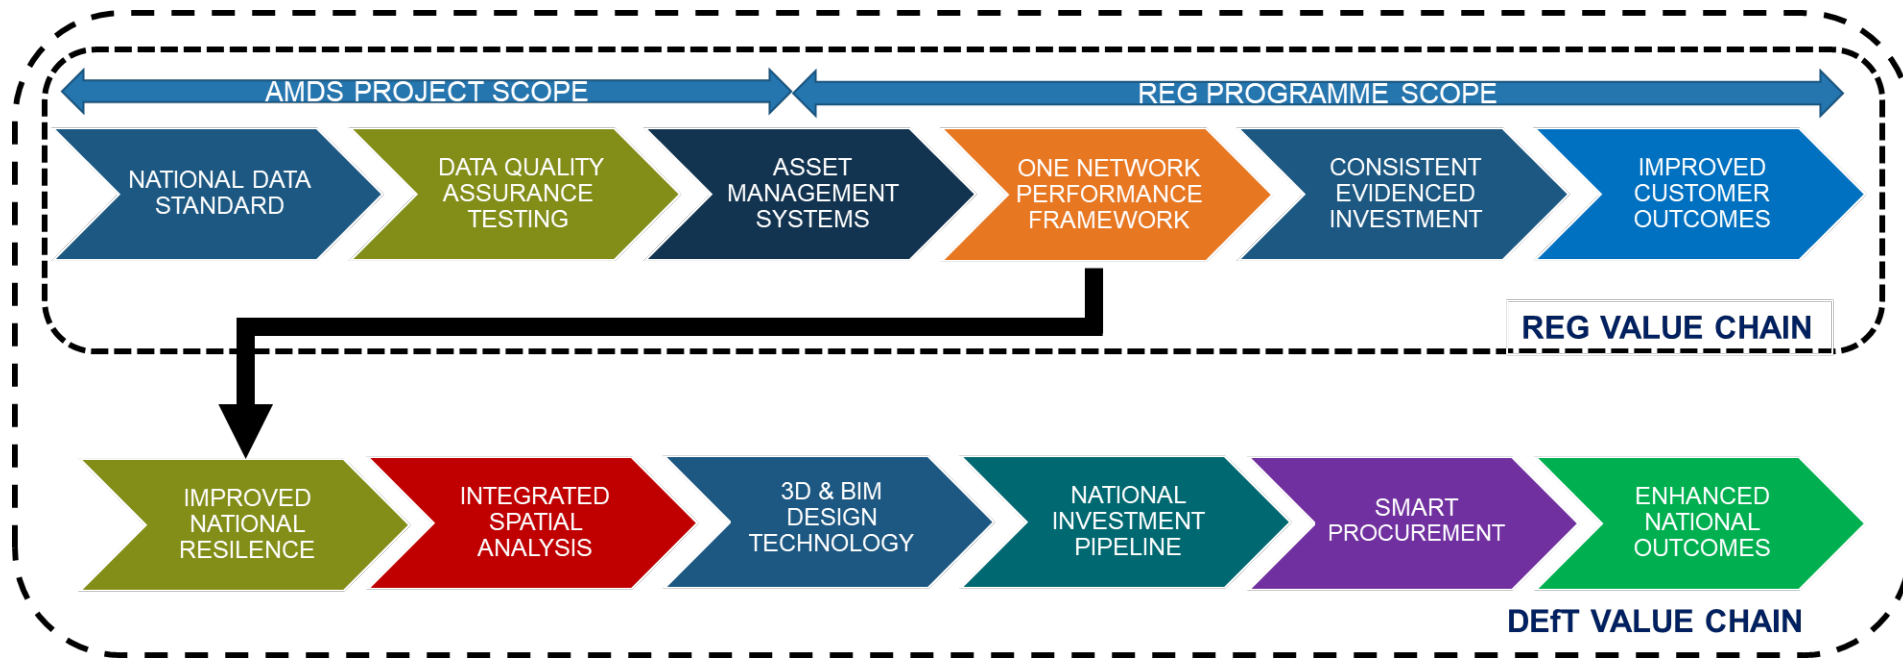 AMDS PROJECT SCOPE
REG PROGRAMME SCOPE
NATIONAL DATA
STANDARD
DATA QUALITY
ASSURANCE
TESTING
ASSET
MANAGEMENT
SYSTEMS
ONE NETWORK
PERFORMANCE
FRAMEWORK
CONSISTENT
EVIDENCED
INVESTMENT
IMPROVED
CUSTOMER
OUTCOMES
REG VALUE CHAIN
IMPROVED
NATIONAL
RESILENCE
INTEGRATED
SPATIAL
ANALYSIS
3D & BIM
DESIGN
TECHNOLOGY
NATIONAL
INVESTMENT
PIPELINE
SMART
PROCUREMENT
ENHANCED
NATIONAL
OUTCOMES
DEfT VALUE CHAIN